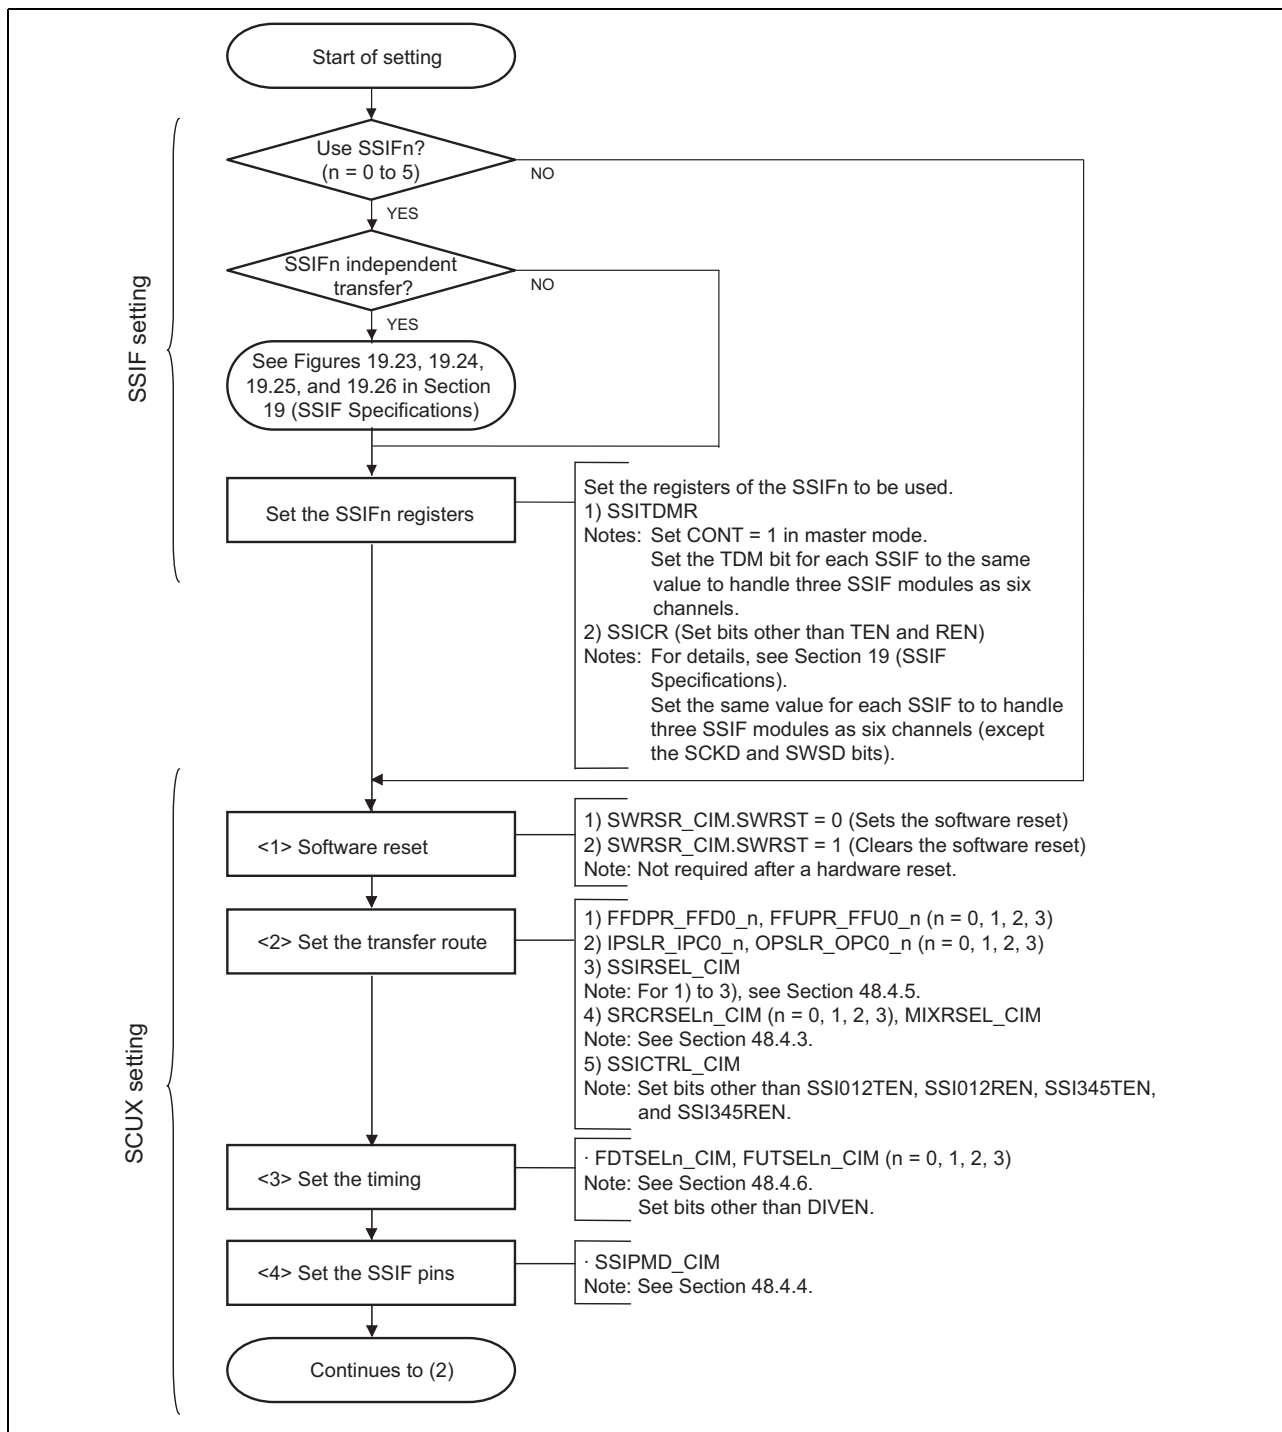 Start of setting
SSIF setting
Use SSIFn?
(n = 0 to 5)
NO
YES
SSIFn independent
transfer?
NO
YES
See Figures 19.23, 19.24,
19.25, and 19.26 in Section
19 (SSIF Specifications)
Set the SSIFn registers
Set the registers of the SSIFn to be used.
1) SSITDMR
Notes: Set CONT = 1 in master mode.
Set the TDM bit for each SSIF to the same
value to handle three SSIF modules as six
channels.
2) SSICR (Set bits other than TEN and REN)
Notes: For details, see Section 19 (SSIF
Specifications).
Set the same value for each SSIF to to handle
three SSIF modules as six channels (except
the SCKD and SWSD bits).
SCUX setting
<1> Software reset
1) SWRSR_CIM.SWRST = 0 (Sets the software reset)
2) SWRSR_CIM.SWRST = 1 (Clears the software reset)
Note: Not required after a hardware reset.
<2> Set the transfer route
1) FFDPR_FFD0_n, FFUPR_FFU0_n (n = 0, 1, 2, 3)
2) IPSLR_IPC0_n, OPSLR_OPC0_n (n = 0, 1, 2, 3)
3) SSIRSEL_CIM
Note: For 1) to 3), see Section 48.4.5.
4) SRCRSELn_CIM (n = 0, 1, 2, 3), MIXRSEL_CIM
Note: See Section 48.4.3.
5) SSICTRL_CIM
Note: Set bits other than SSI012TEN, SSI012REN, SSI345TEN,
and SSI345REN.
<3> Set the timing
· FDTSELn_CIM, FUTSELn_CIM (n = 0, 1, 2, 3)
Note: See Section 48.4.6.
Set bits other than DIVEN.
<4> Set the SSIF pins
· SSIPMD_CIM
Note: See Section 48.4.4.
Continues to (2)